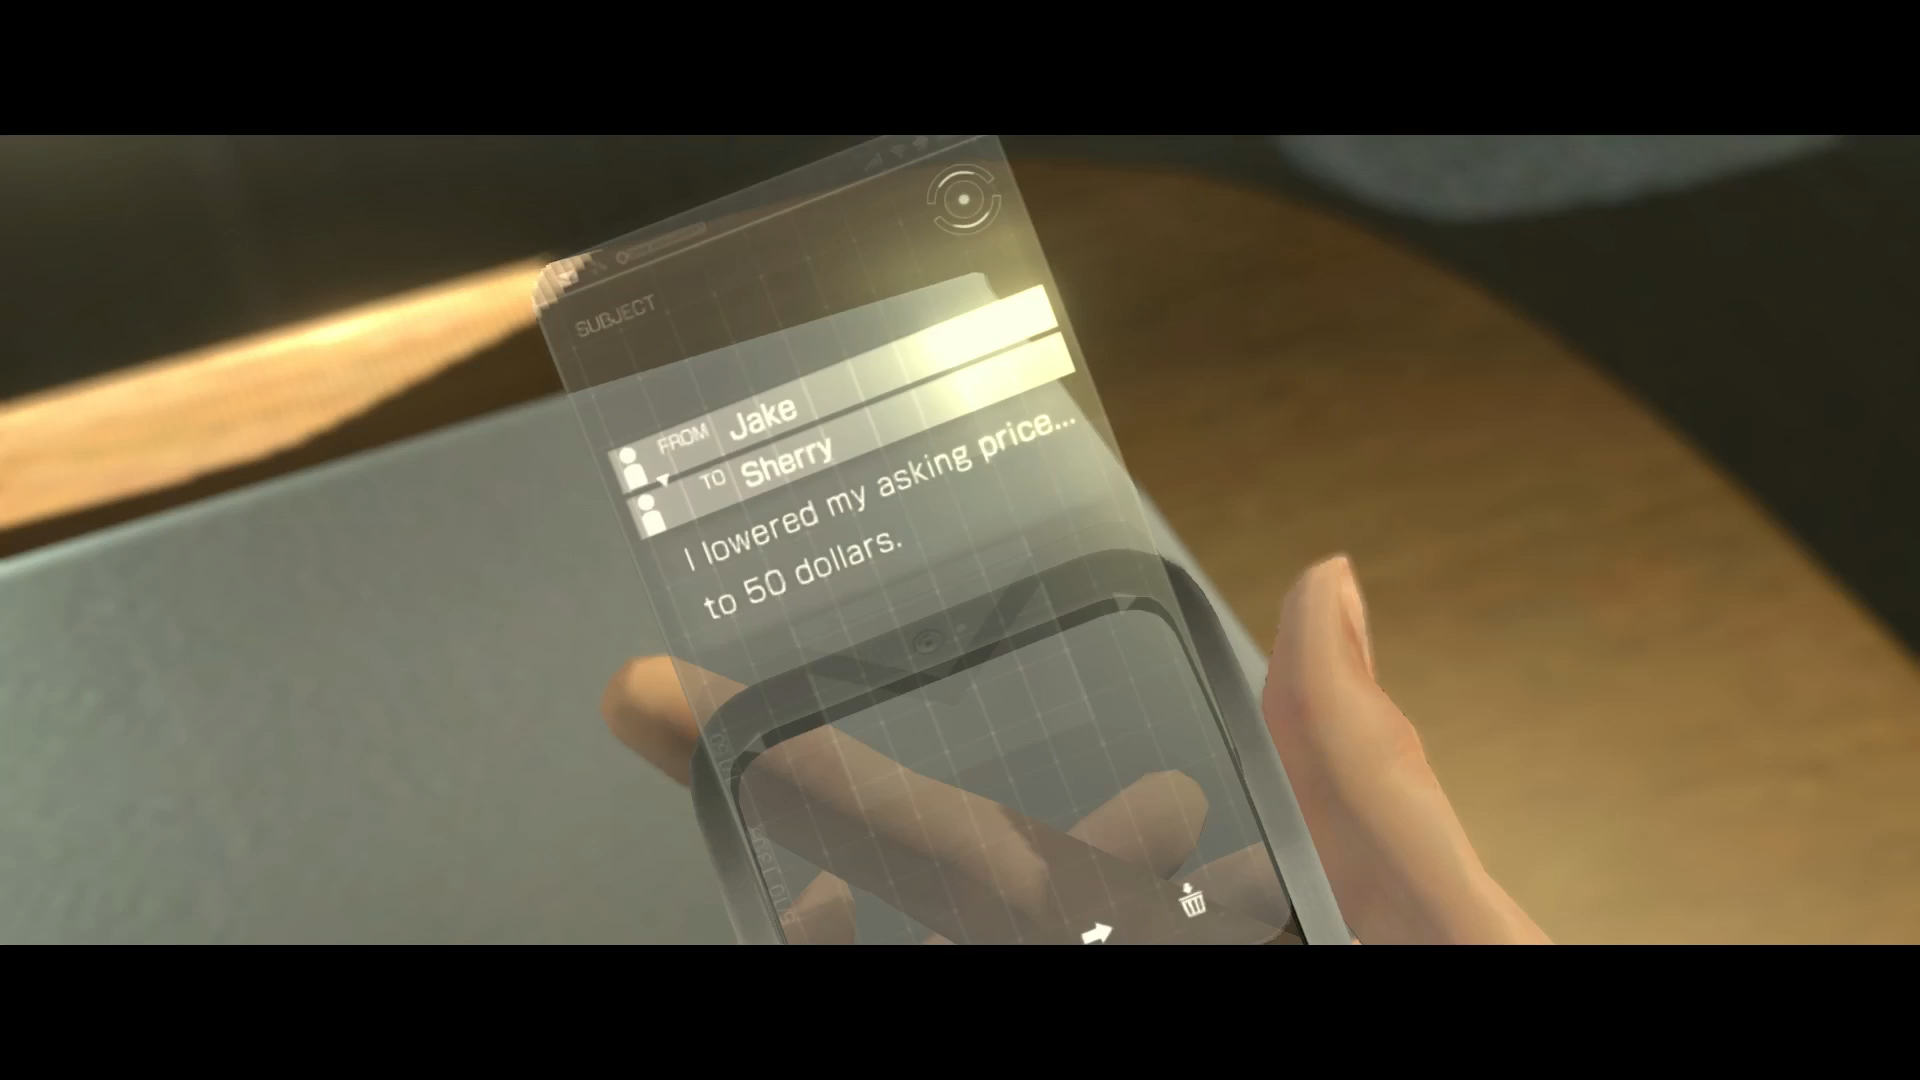 SUBJECT
FROM Jake
TO Sherry
I lowered my asking price...
to 50 dollars.